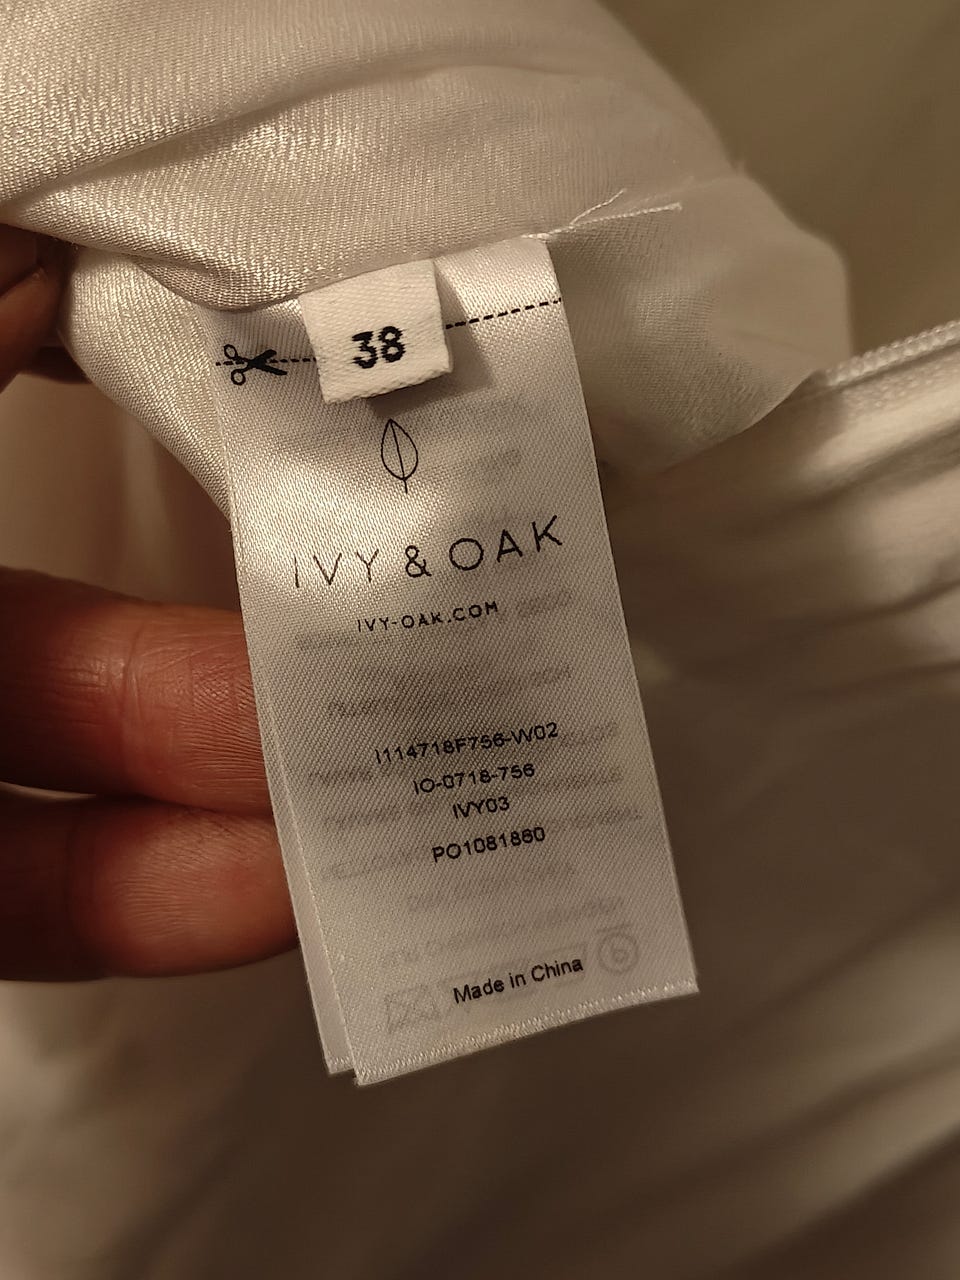 38
IVY & OAK
IVY-OAK.COM
I114718F756-W02
IO-0718-756
IVY03
PO1081860
Made in China